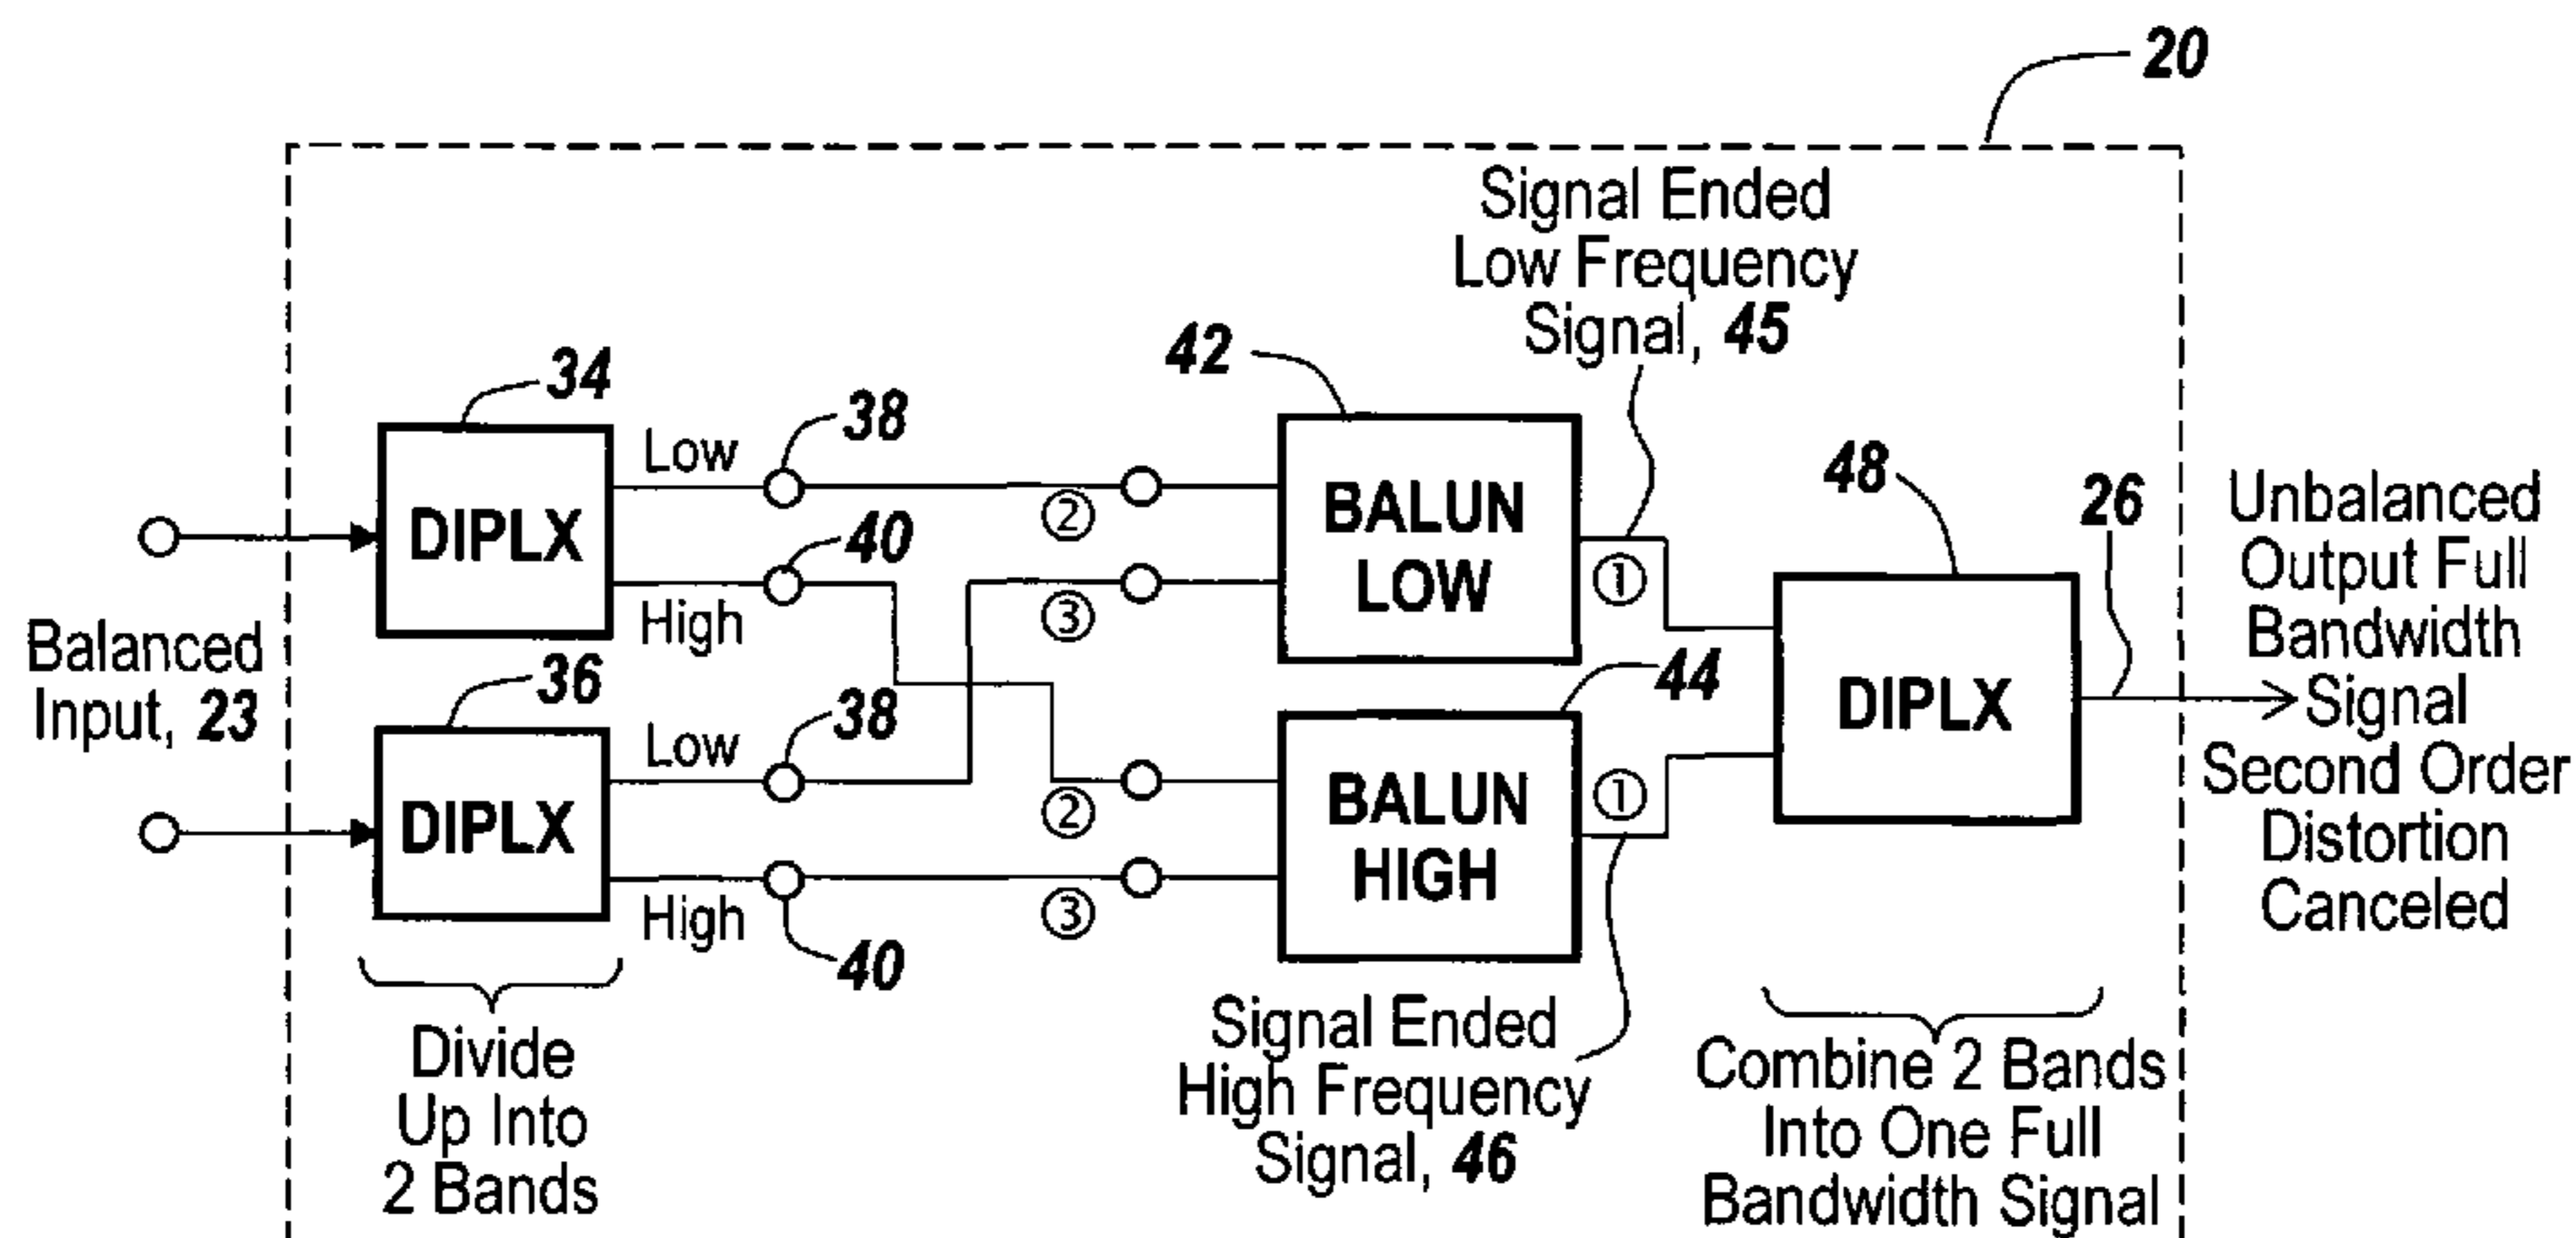 20
Signal Ended
Low Frequency
Signal, 45
34
38
42
48
26
Unbalanced
Output Full
Bandwidth
Signal
Second Order
Distortion
Canceled
DIPLX
Low
High
40
②
③
BALUN
LOW
①
Balanced
Input, 23
36
DIPLX
Low
High
38
40
②
③
44
BALUN
HIGH
①
DIPLX
Divide
Up Into
2 Bands
Signal Ended
High Frequency
Signal, 46
Combine 2 Bands
Into One Full
Bandwidth Signal